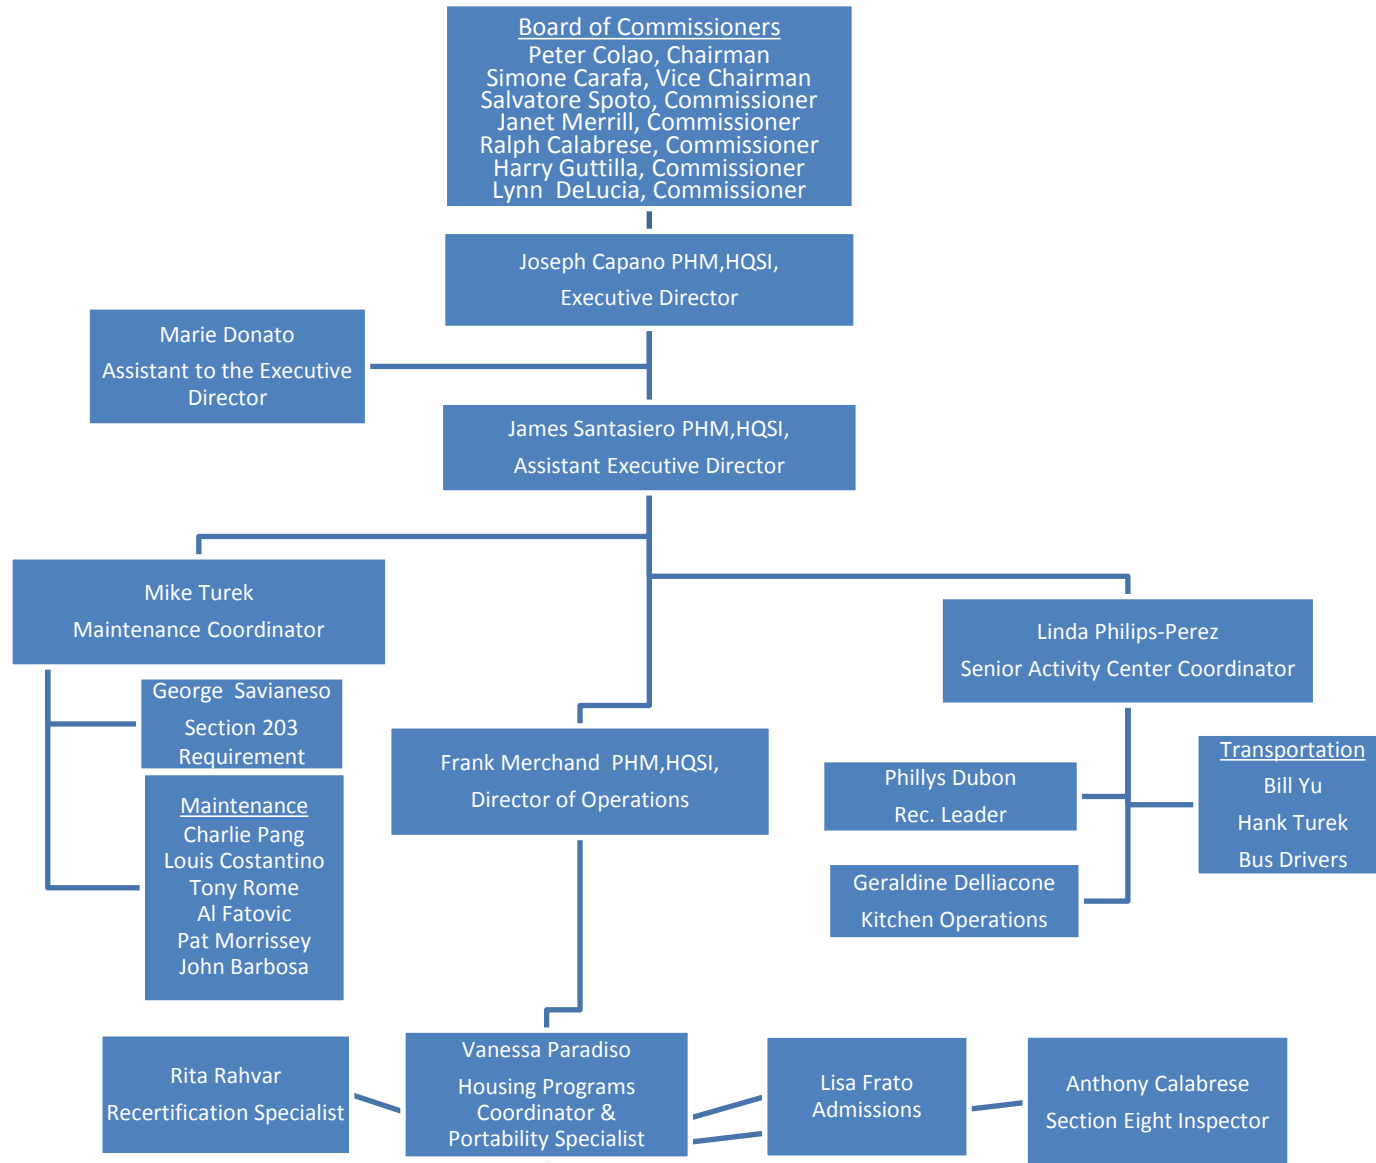 Board of Commissioners
Peter Colao, Chairman
Simone Carafa, Vice Chairman
Salvatore Spoto, Commissioner
Janet Merrill, Commissioner
Ralph Calabrese, Commissioner
Harry Guttilla, Commissioner
Lynn DeLucia, Commissioner
Joseph Capano PHM,HQSI,
Executive Director
Marie Donato
Assistant to the Executive
Director
James Santasiero PHM,HQSI,
Assistant Executive Director
Mike Turek
Maintenance Coordinator
George Savianeso
Section 203
Requirement
Maintenance
Charlie Pang
Louis Costantino
Tony Rome
Al Fatovic
Pat Morrissey
John Barbosa
Frank Merchand PHM,HQSI,
Director of Operations
Linda Philips-Perez
Senior Activity Center Coordinator
Phillys Dubon
Rec. Leader
Geraldine Delliacone
Kitchen Operations
Transportation
Bill Yu
Hank Turek
Bus Drivers
Rita Rahvar
Recertification Specialist
Vanessa Paradiso
Housing Programs
Coordinator &
Portability Specialist
Lisa Frato
Admissions
Anthony Calabrese
Section Eight Inspector